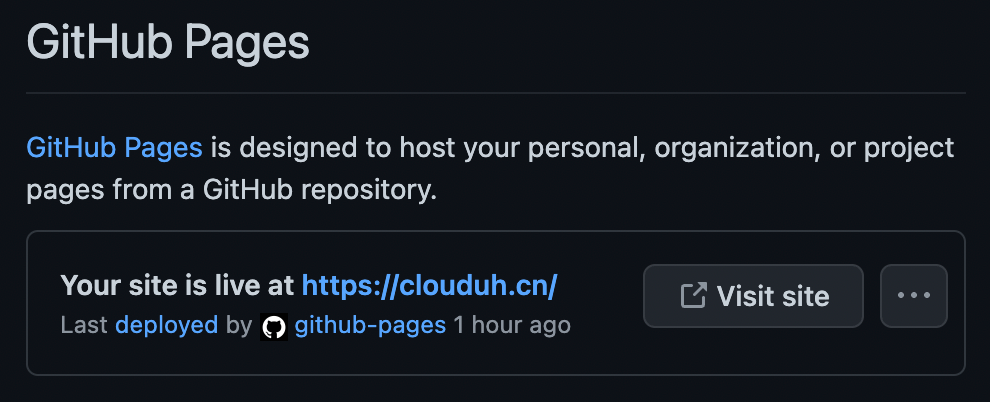 GitHub Pages
GitHub Pages is designed to host your personal, organization, or project
pages from a GitHub repository.
Your site is live at https://clouduh.cn/
Last deployed by github-pages 1 hour ago
Visit site